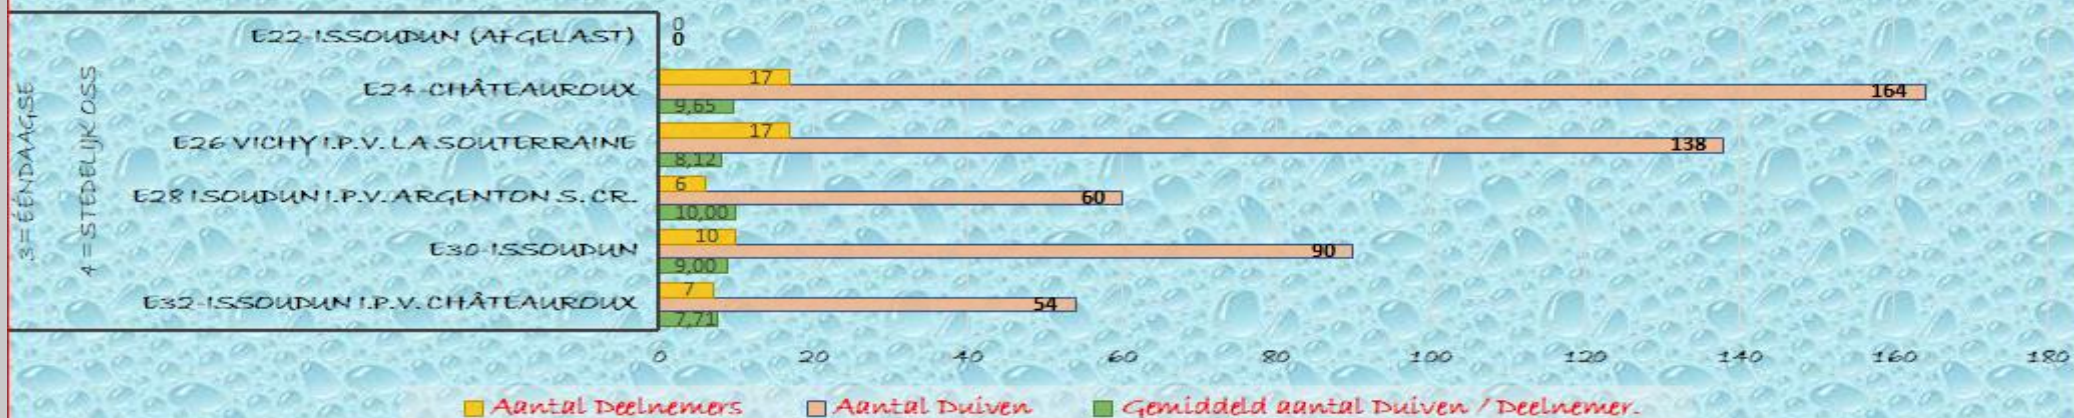 3= ÉÉNDAAGSE
4 = STEDELIJK OSS
E22-ISSOUDUN (AFGELAST)
0
0
E24-CHÂTEAUROUX
17
164
9,65
E26 VICHY I.P.V. LA SOUTERRAINE
17
138
8,12
E28 ISOUDUN I.P.V. ARGENTON S. CR.
6
60
10,00
E30-ISSOUDUN
10
90
9,00
E32-ISSOUDUN I.P.V. CHÂTEAUROUX
7
54
7,71
0 20 40 60 80 100 120 140 160 180
Aantal Deelnemers Aantal Duiven Gemiddeld aantal Duiven / Deelnemer.